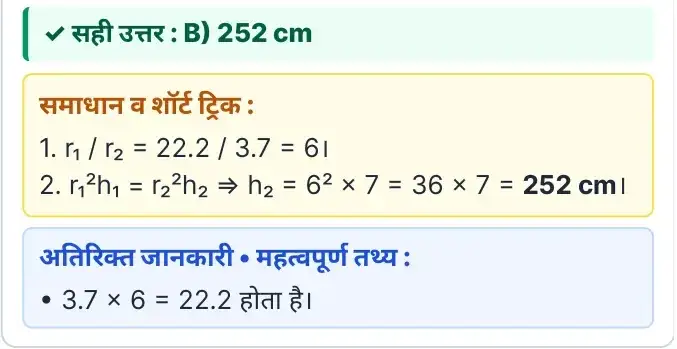 ✓ सही उत्तर : B) 252 cm
समाधान व शॉर्ट ट्रिक :
1. r₁ / r₂ = 22.2 / 3.7 = 6।
2. r₁²h₁ = r₂²h₂ ⇒ h₂ = 6² × 7 = 36 × 7 = 252 cm।
अतिरिक्त जानकारी • महत्वपूर्ण तथ्य :
• 3.7 × 6 = 22.2 होता है।